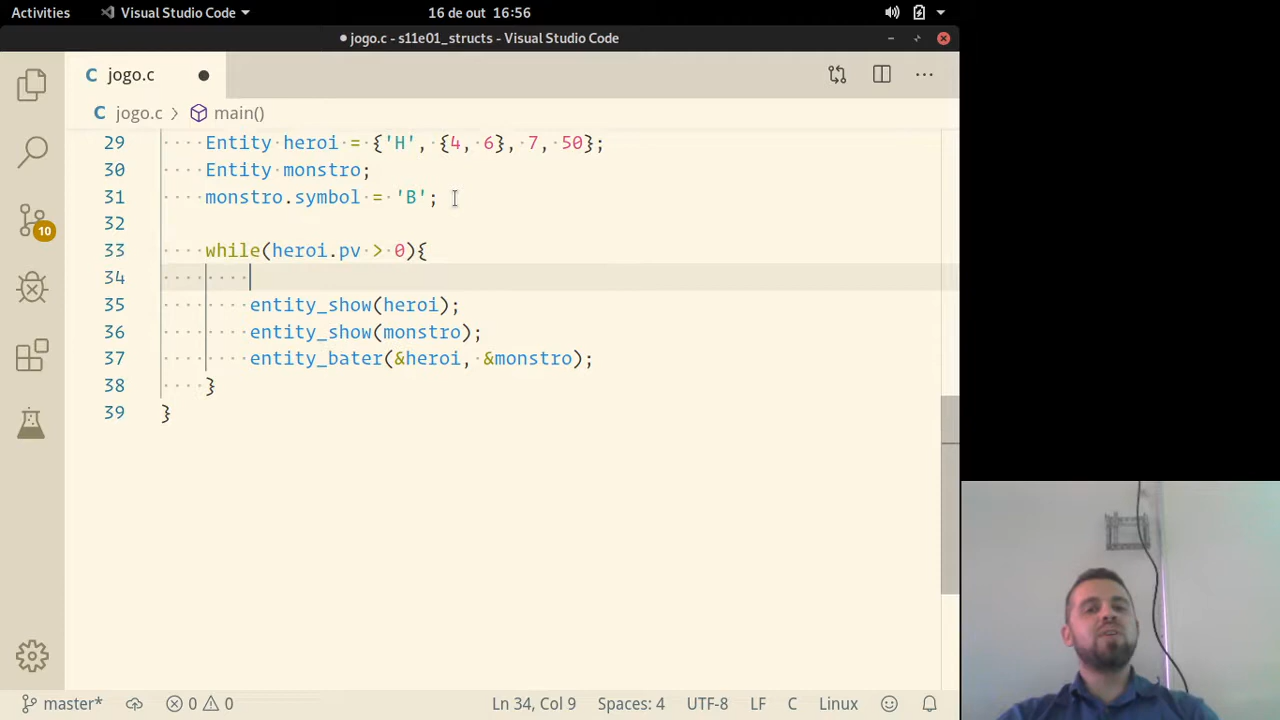 Activities
Visual Studio Code
16 de out 16:56
● jogo.c - s11e01_structs - Visual Studio Code
jogo.c
jogo.c > main()
29 Entity heroi = {'H', {4, 6}, 7, 50};
30 Entity monstro;
31 monstro.symbol = 'B';
32
33 while(heroi.pv > 0){
34
35 entity_show(heroi);
36 entity_show(monstro);
37 entity_bater(&heroi, &monstro);
38 }
39 }
10
master*
0
0
Ln 34, Col 9
Spaces: 4
UTF-8
LF
C
Linux